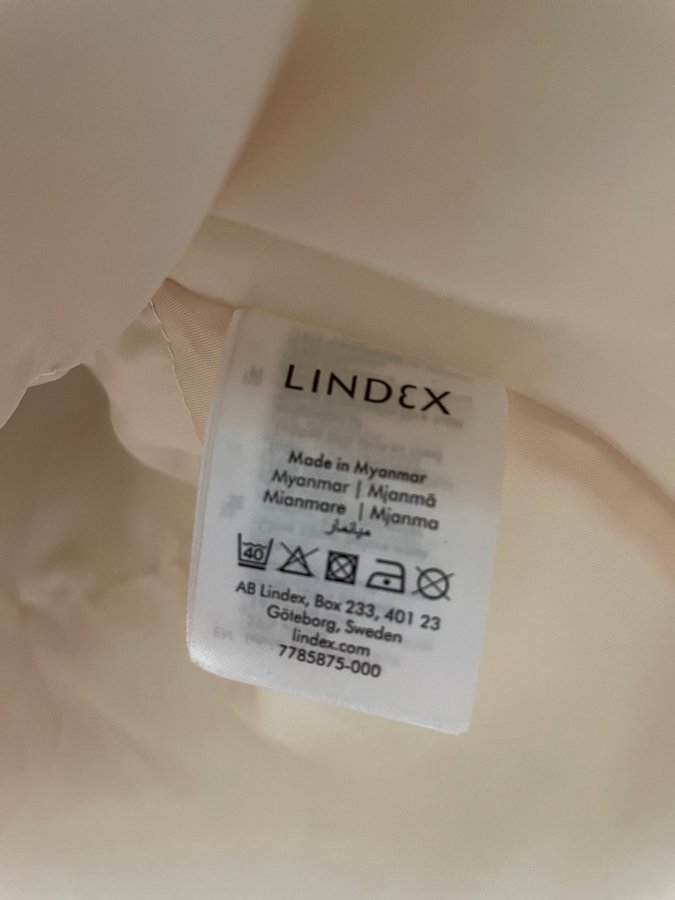 LINDEX
Made in Myanmar
Myanmar | Mjanmā
Mianmare | Mjanma
ميانمار
40
AB Lindex, Box 233, 401 23
Göteborg, Sweden
lindex.com
7785875-000